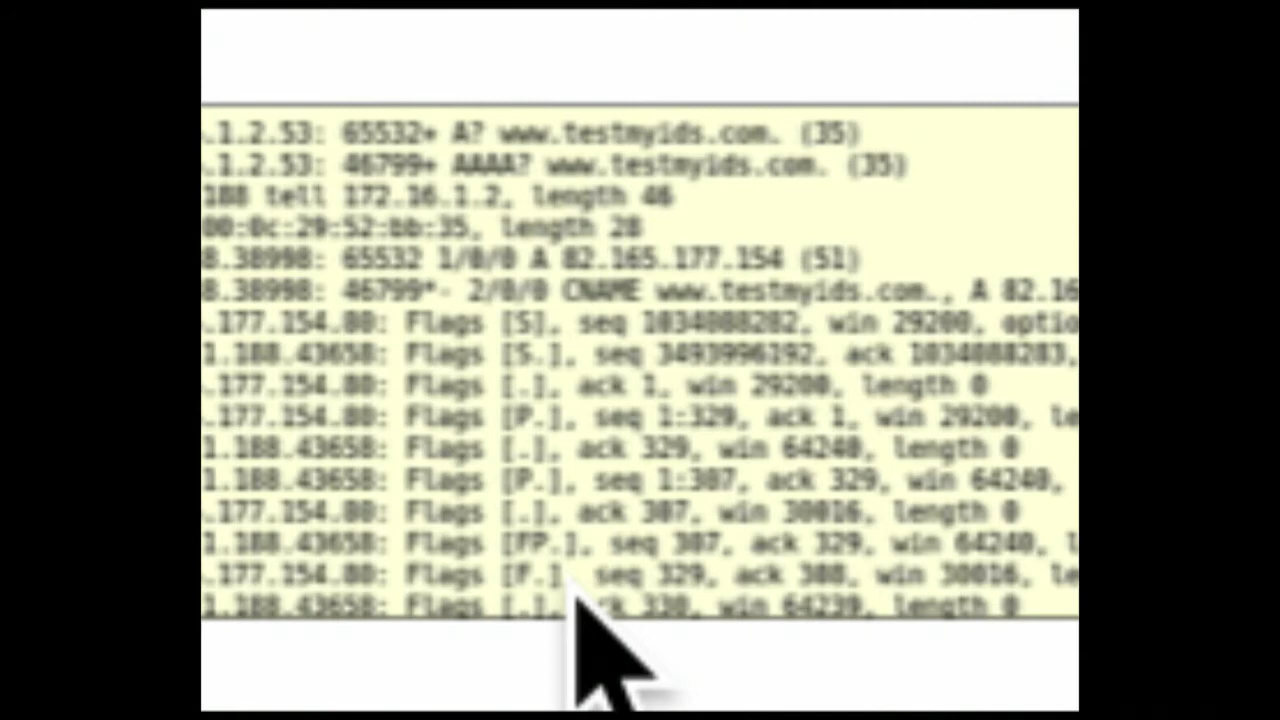 .1.2.53: 65532+ A? www.testmyids.com. (35)
.1.2.53: 46799+ AAAA? www.testmyids.com. (35)
188 tell 172.16.1.2, length 46
00:0c:29:52:bb:35, length 28
8.38998: 65532 1/0/0 A 82.165.177.154 (51)
8.38998: 46799*- 2/0/0 CNAME www.testmyids.com., A 82.16
.177.154.80: Flags [S], seq 1034088282, win 29200, optio
1.188.43658: Flags [S.], seq 3493996192, ack 1034088283,
.177.154.80: Flags [.], ack 1, win 29200, length 0
.177.154.80: Flags [P.], seq 1:329, ack 1, win 29200, le
1.188.43658: Flags [.], ack 329, win 64240, length 0
1.188.43658: Flags [P.], seq 1:307, ack 329, win 64240,
.177.154.80: Flags [.], ack 307, win 30016, length 0
1.188.43658: Flags [FP.], seq 307, ack 329, win 64240, l
.177.154.80: Flags [F.], seq 329, ack 308, win 30016, le
1.188.43658: Flags [.], 330, win 64239, length 0